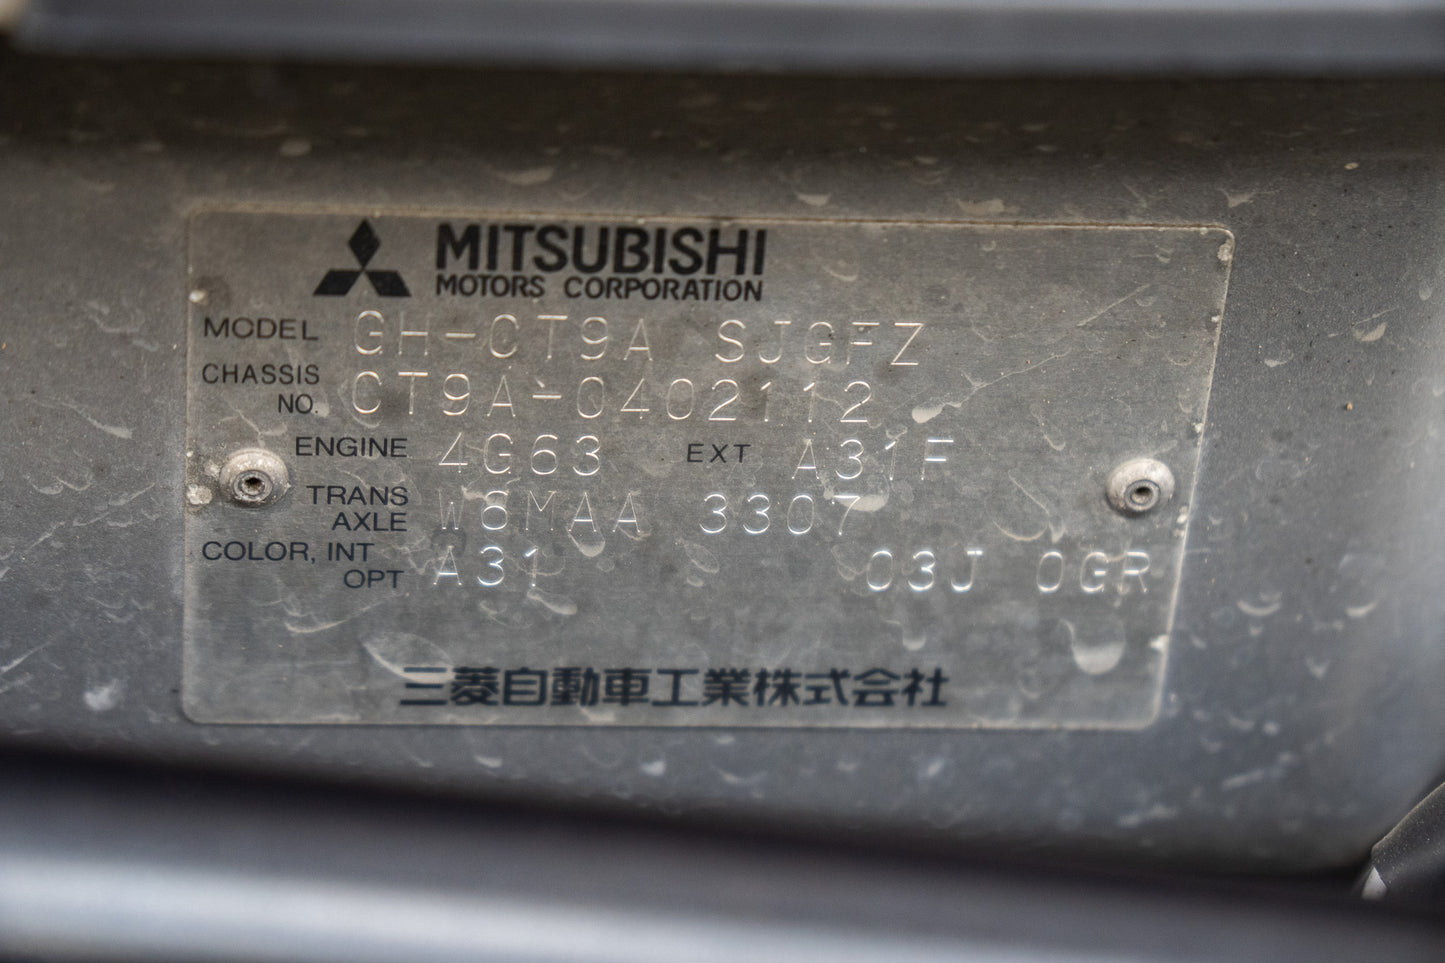 MITSUBISHI
MOTORS CORPORATION
MODEL GH-CT9A SJGFZ
CHASSIS NO. CT9A-0402112
ENGINE 4G63 EXT A31F
TRANS AXLE W6MAA 3307
COLOR, INT OPT A31 03J 0GR
三菱自動車工業株式会社